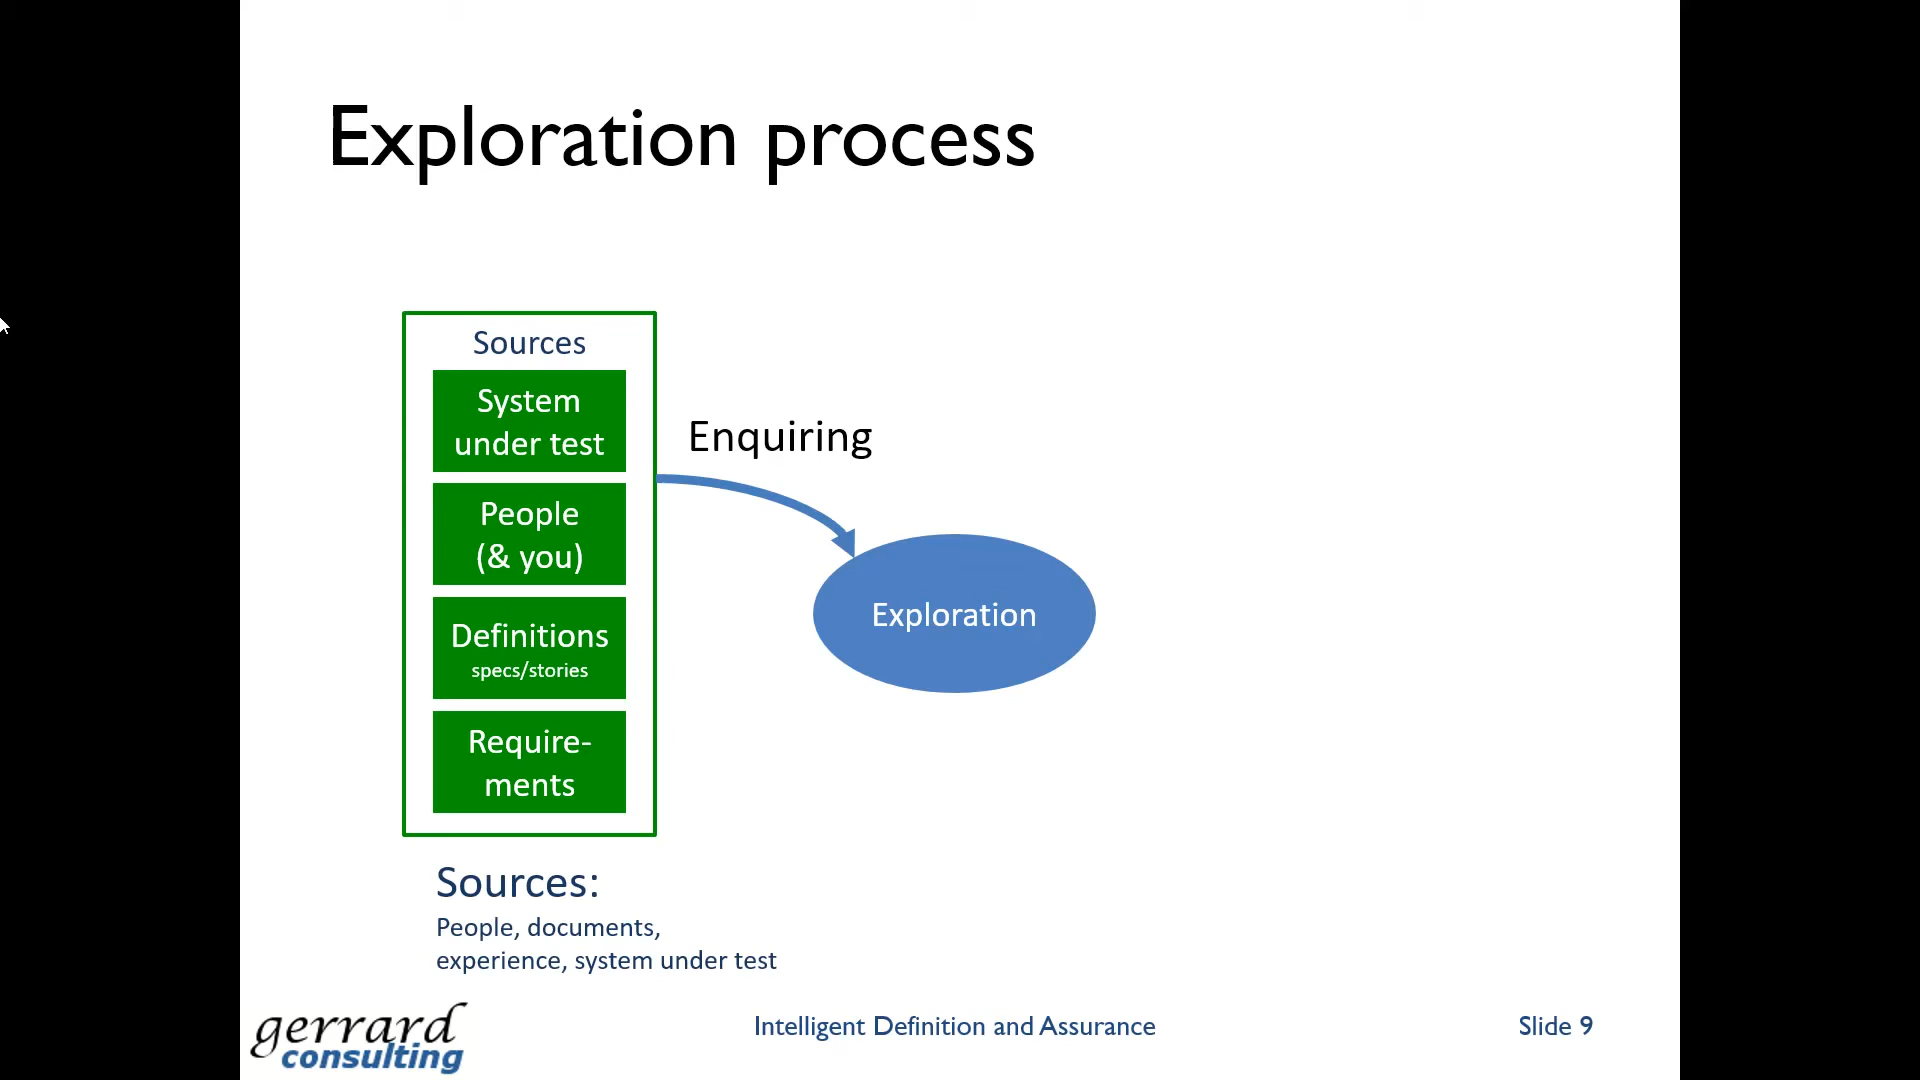 Exploration process
Sources
System
under test
People
(& you)
Definitions
specs/stories
Require-
ments
Enquiring
Exploration
Sources:
People, documents,
experience, system under test
gerrard
consulting
Intelligent Definition and Assurance
Slide 9